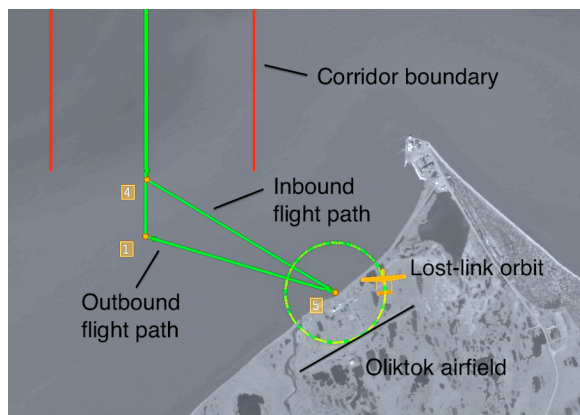 Corridor boundary
4
Inbound
flight path
1
Lost-link orbit
5
Outbound
flight path
Oliktok airfield